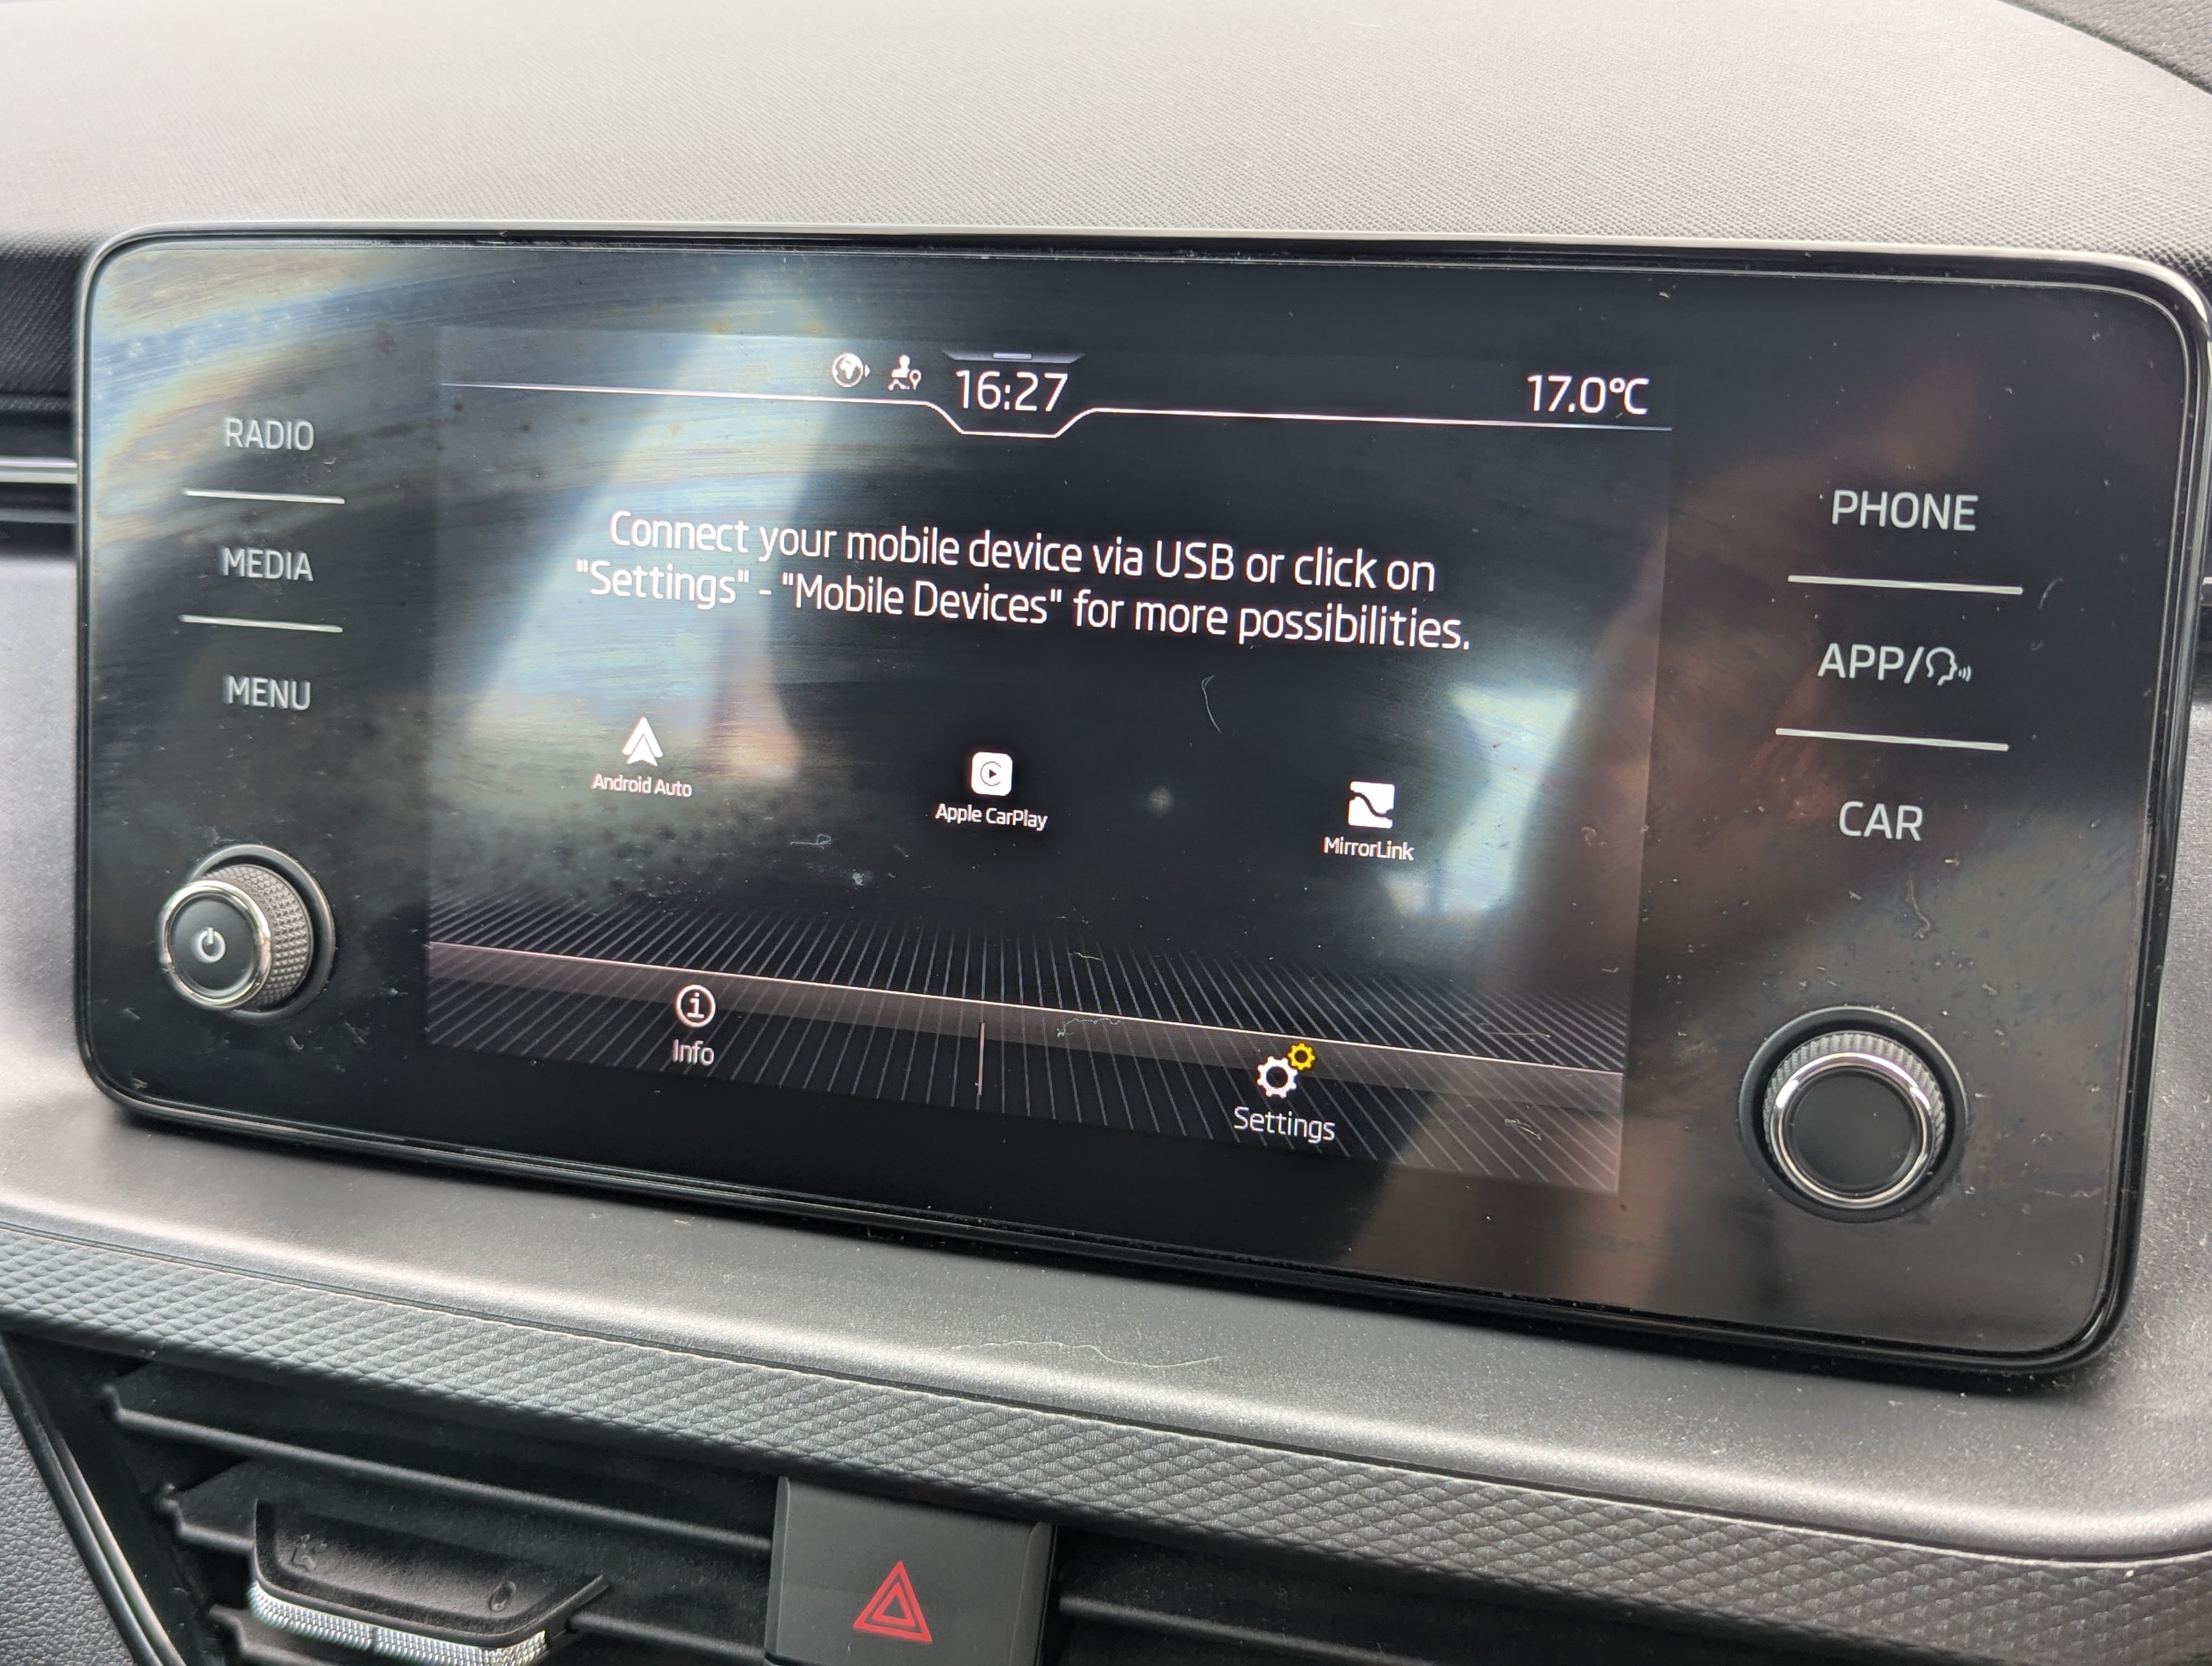 16:27
17.0°C
RADIO
MEDIA
MENU
Connect your mobile device via USB or click on
"Settings" - "Mobile Devices" for more possibilities.
Android Auto
Apple CarPlay
MirrorLink
Info
Settings
PHONE
APP/
CAR